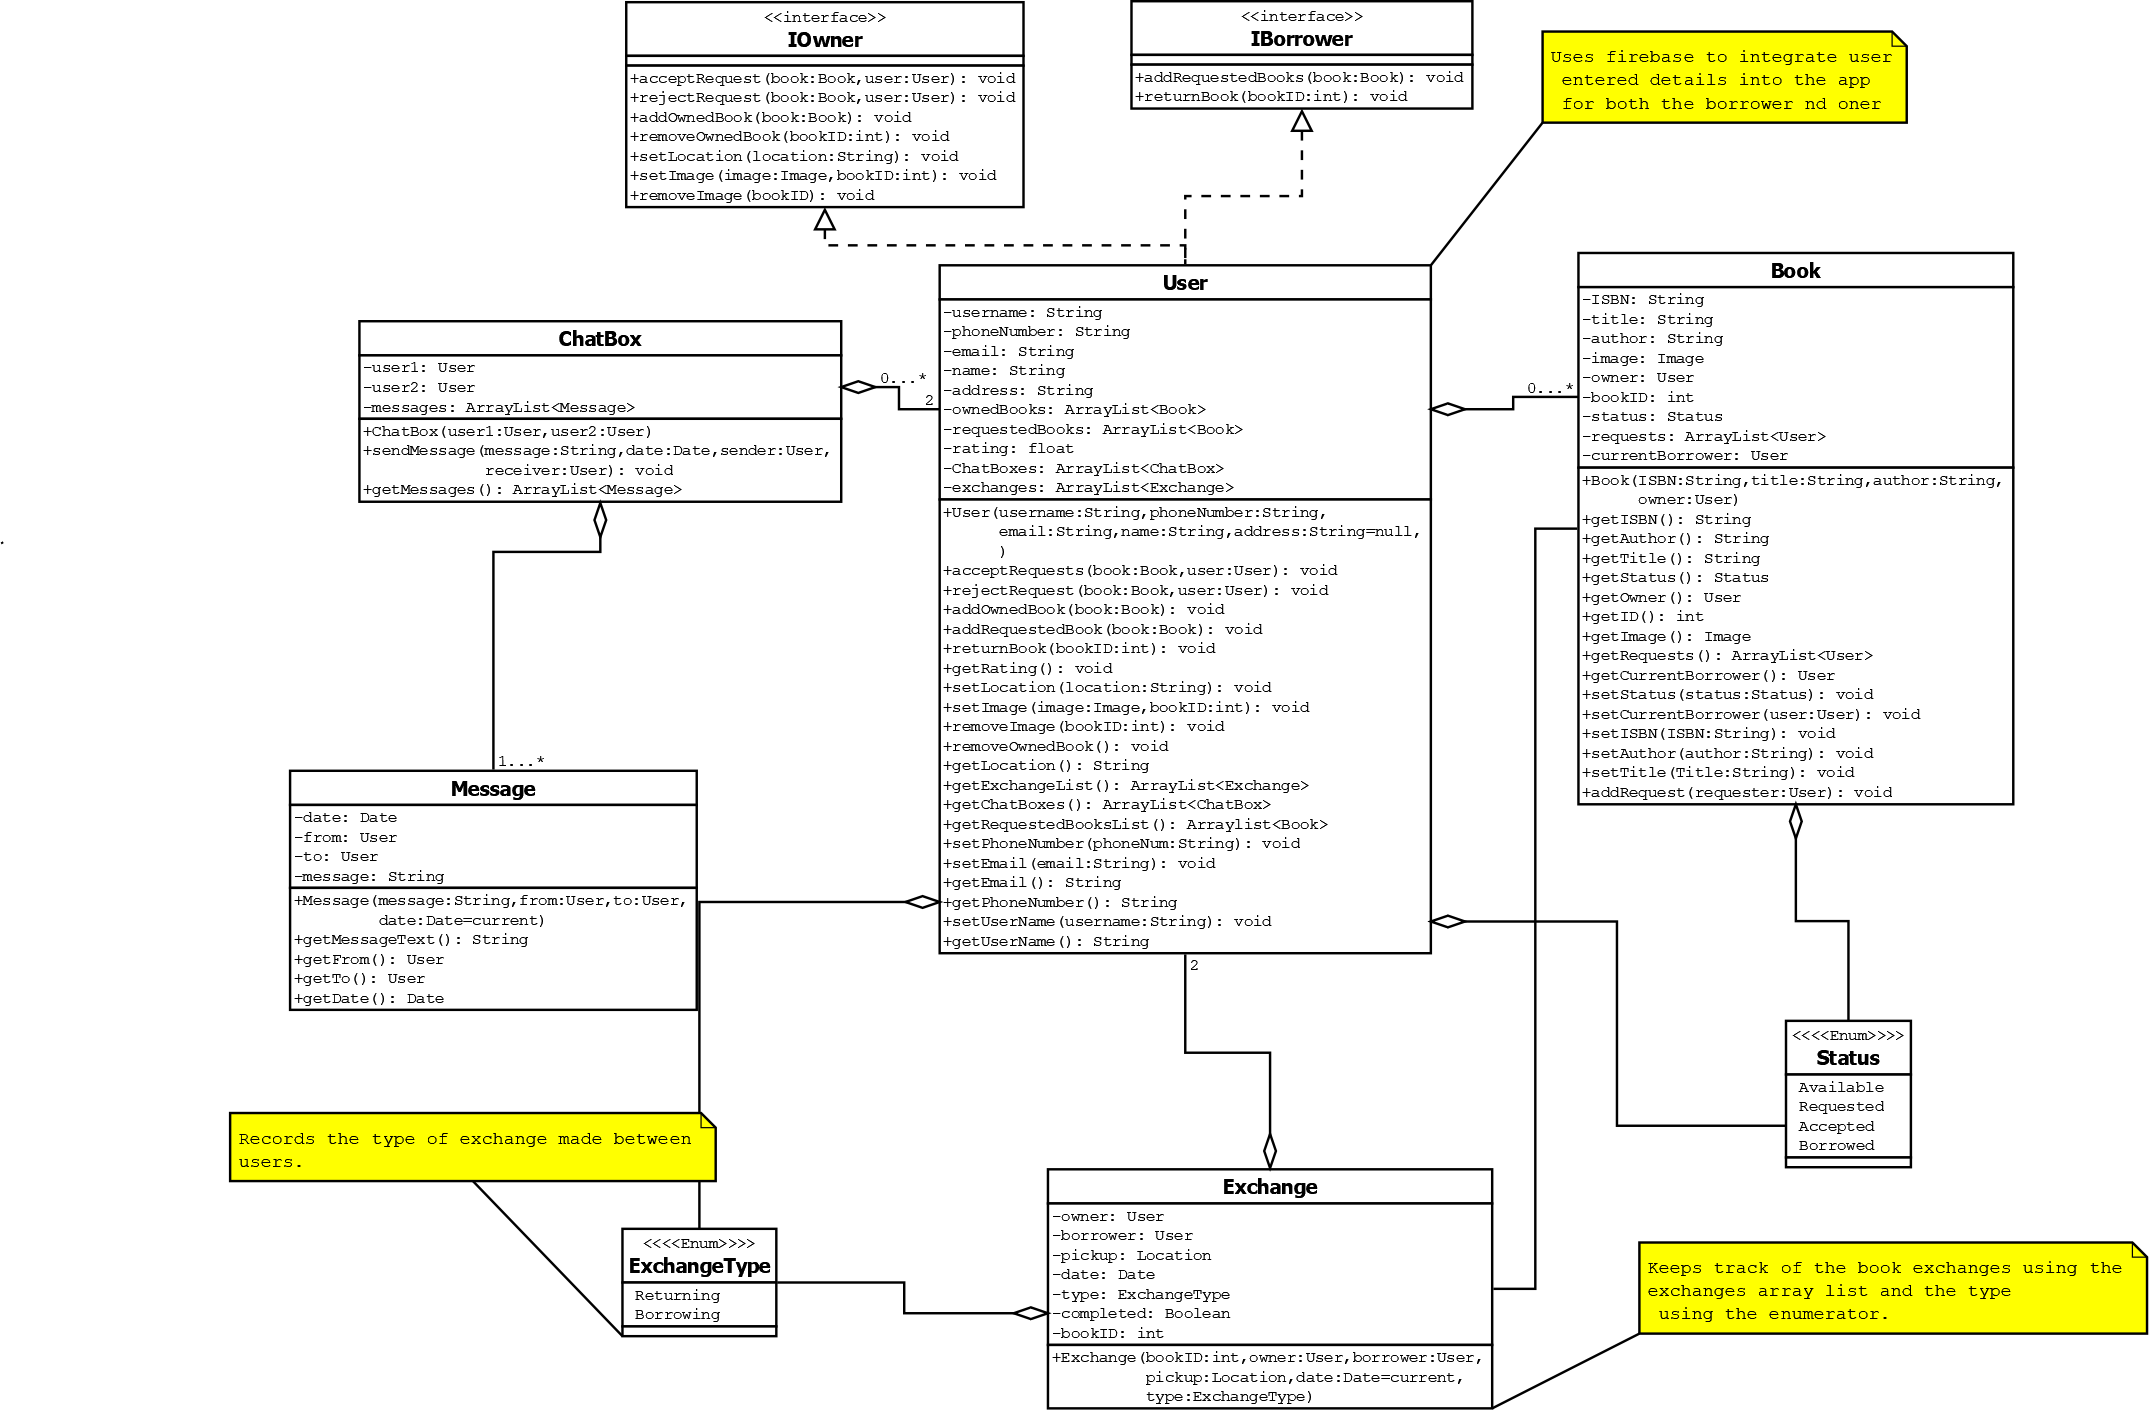 <<interface>>
IOwner
+acceptRequest(book:Book,user:User): void
+rejectRequest(book:Book,user:User): void
+addOwnedBook(book:Book): void
+removeOwnedBook(bookID:int): void
+setLocation(location:String): void
+setImage(image:Image,bookID:int): void
+removeImage(bookID): void
<<interface>>
IBorrower
+addRequestedBooks(book:Book): void
+returnBook(bookID:int): void
Uses firebase to integrate user
entered details into the app
for both the borrower nd oner
ChatBox
-user1: User
-user2: User
-messages: ArrayList<Message>
+ChatBox(user1:User,user2:User)
+sendMessage(message:String,date:Date,sender:User,
receiver:User): void
+getMessages(): ArrayList<Message>
0...*
2
User
-username: String
-phoneNumber: String
-email: String
-name: String
-address: String
-ownedBooks: ArrayList<Book>
-requestedBooks: ArrayList<Book>
-rating: float
-ChatBoxes: ArrayList<ChatBox>
-exchanges: ArrayList<Exchange>
+User(username:String,phoneNumber:String,
email:String,name:String,address:String=null,
)
+acceptRequests(book:Book,user:User): void
+rejectRequest(book:Book,user:User): void
+addOwnedBook(book:Book): void
+addRequestedBook(book:Book): void
+returnBook(bookID:int): void
+getRating(): void
+setLocation(location:String): void
+setImage(image:Image,bookID:int): void
+removeImage(bookID:int): void
+removeOwnedBook(): void
+getLocation(): String
+getExchangeList(): ArrayList<Exchange>
+getChatBoxes(): ArrayList<ChatBox>
+getRequestedBooksList(): Arraylist<Book>
+setPhoneNumber(phoneNum:String): void
+setEmail(email:String): void
+getEmail(): String
+getPhoneNumber(): String
+setUserName(username:String): void
+getUserName(): String
2
0...*
Book
-ISBN: String
-title: String
-author: String
-image: Image
-owner: User
-bookID: int
-status: Status
-requests: ArrayList<User>
-currentBorrower: User
+Book(ISBN:String,title:String,author:String,
owner:User)
+getISBN(): String
+getAuthor(): String
+getTitle(): String
+getStatus(): Status
+getOwner(): User
+getID(): int
+getImage(): Image
+getRequests(): ArrayList<User>
+getCurrentBorrower(): User
+setStatus(status:Status): void
+setCurrentBorrower(user:User): void
+setISBN(ISBN:String): void
+setAuthor(author:String): void
+setTitle(Title:String): void
+addRequest(requester:User): void
1...*
Message
-date: Date
-from: User
-to: User
-message: String
+Message(message:String,from:User,to:User,
date:Date=current)
+getMessageText(): String
+getFrom(): User
+getTo(): User
+getDate(): Date
<<<<Enum>>>>
Status
Available
Requested
Accepted
Borrowed
Records the type of exchange made between
users.
<<<<Enum>>>>
ExchangeType
Returning
Borrowing
Exchange
-owner: User
-borrower: User
-pickup: Location
-date: Date
-type: ExchangeType
-completed: Boolean
-bookID: int
+Exchange(bookID:int,owner:User,borrower:User,
pickup:Location,date:Date=current,
type:ExchangeType)
Keeps track of the book exchanges using the
exchanges array list and the type
using the enumerator.